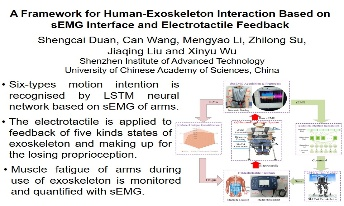 A Framework for Human-Exoskeleton Interaction Based on
sEMG Interface and Electrotactile Feedback
Shengcai Duan, Can Wang, Mengyao Li, Zhilong Su,
Jiaqing Liu and Xinyu Wu
Shenzhen Institute of Advanced Technology
University of Chinese Academy of Sciences, China
• Six-types motion intention is
recognised by LSTM neural
network based on sEMG of arms.
• The electrotactile is applied to
feedback of five kinds states of
exoskeleton and making up for
the losing proprioception.
• Muscle fatigue of arms during
use of exoskeleton is monitored
and quantified with sEMG.